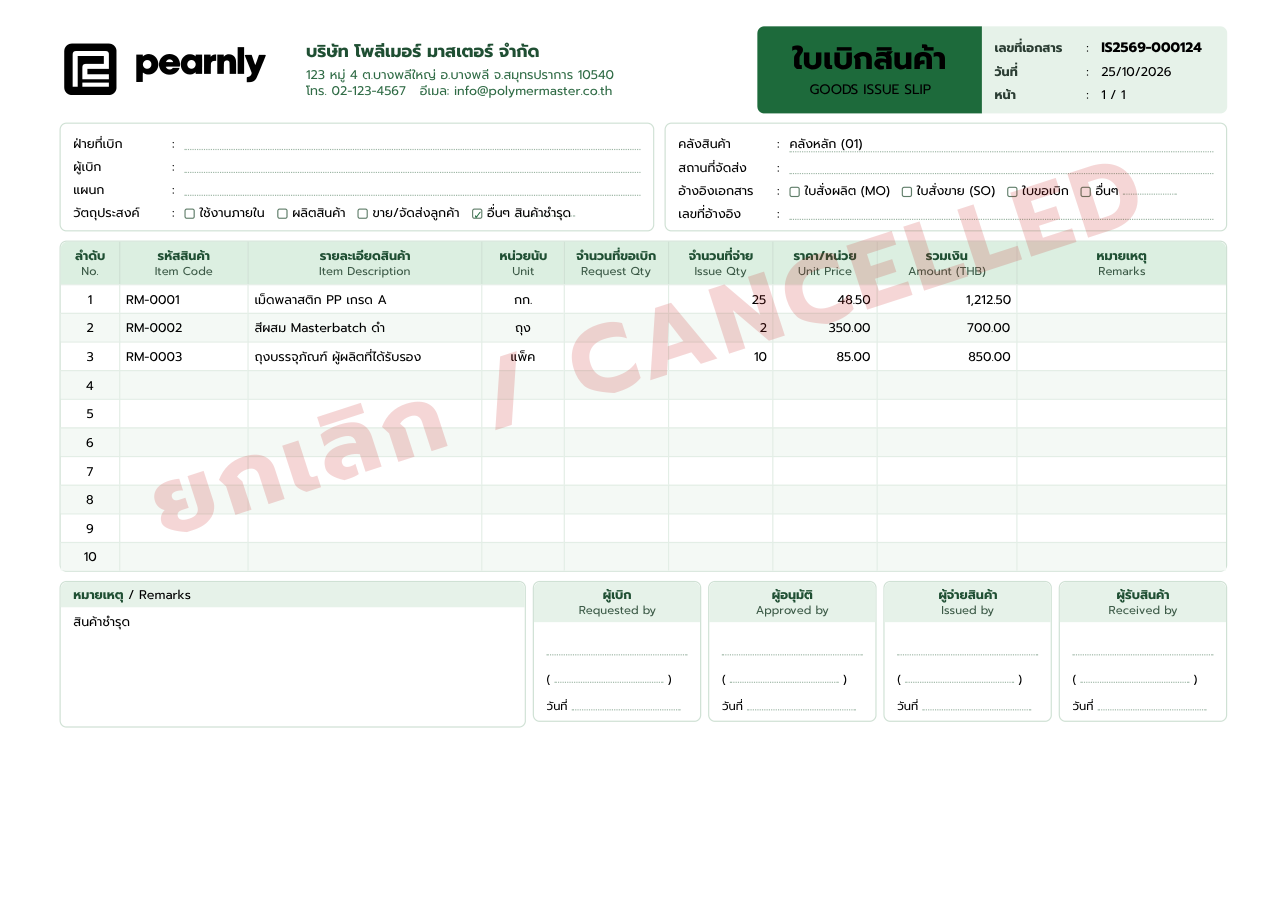 pearnly
บริษัท โพลีเมอร์ มาสเตอร์ จำกัด
123 หมู่ 4 ต.บางพลีใหญ่ อ.บางพลี จ.สมุทรปราการ 10540
โทร. 02-123-4567 อีเมล: info@polymermaster.co.th
ใบเบิกสินค้า
GOODS ISSUE SLIP
เลขที่เอกสาร : IS2569-000124
วันที่ : 25/10/2026
หน้า : 1 / 1
ฝ่ายที่เบิก :
ผู้เบิก :
แผนก :
วัตถุประสงค์ : ใช้งานภายใน ผลิตสินค้า ขาย/จัดส่งลูกค้า อื่นๆ สินค้าชำรุด
คลังสินค้า : คลังหลัก (01)
สถานที่จัดส่ง :
อ้างอิงเอกสาร : ใบสั่งผลิต (MO) ใบสั่งขาย (SO) ใบขอเบิก อื่นๆ
เลขที่อ้างอิง :
ลำดับ รหัสสินค้า รายละเอียดสินค้า หน่วยนับ จำนวนที่ขอเบิก จำนวนที่จ่าย ราคา/หน่วย รวมเงิน หมายเหตุ
No. Item Code Item Description Unit Request Qty Issue Qty Unit Price Amount (THB) Remarks
1 RM-0001 เม็ดพลาสติก PP เกรด A กก. 25 48.50 1,212.50
2 RM-0002 สีผสม Masterbatch ดำ ถุง 2 350.00 700.00
3 RM-0003 ถุงบรรจุภัณฑ์ ผู้ผลิตที่ได้รับรอง แพ็ค 10 85.00 850.00
4
5
6
7
8
9
10
ยกเลิก / CANCELLED
หมายเหตุ / Remarks
สินค้าชำรุด
ผู้เบิก ผู้อนุมัติ ผู้จ่ายสินค้า ผู้รับสินค้า
Requested by Approved by Issued by Received by
( ) ( ) ( ) ( )
วันที่ วันที่ วันที่ วันที่